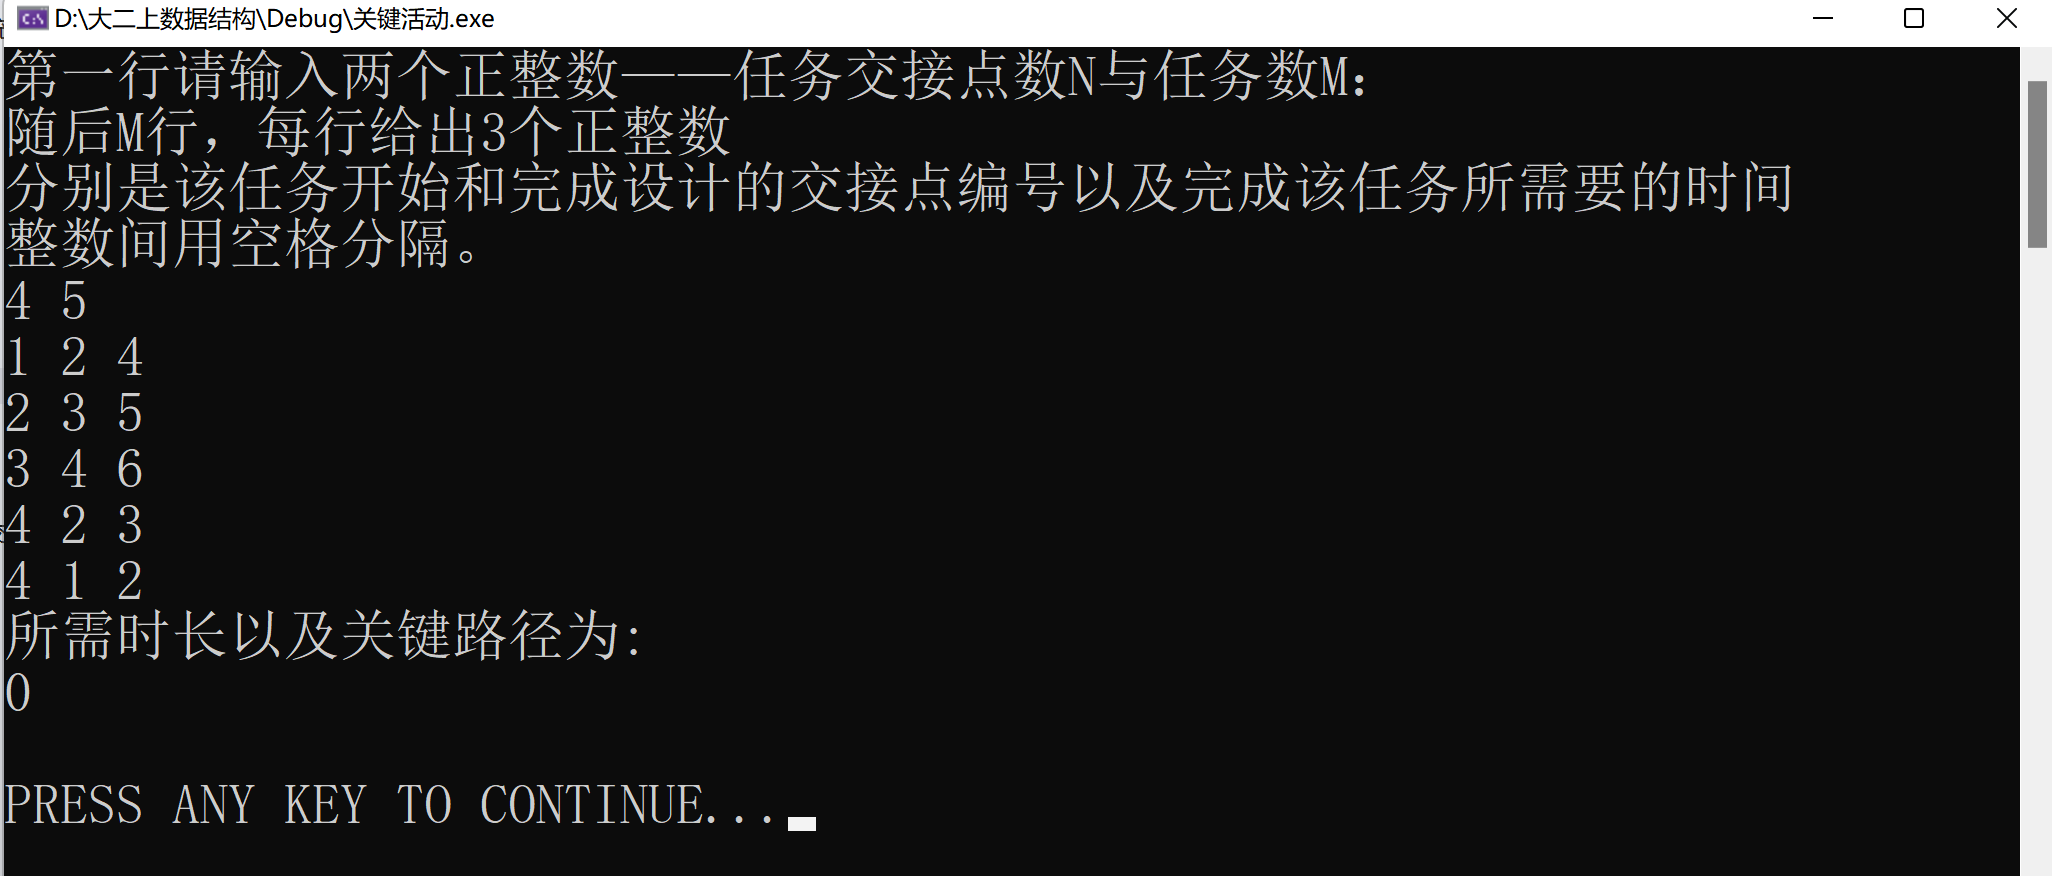 D:\大二上数据结构\Debug\关键活动.exe
第一行请输入两个正整数——任务交接点数N与任务数M：
随后M行，每行给出3个正整数
分别是该任务开始和完成设计的交接点编号以及完成该任务所需要的时间
整数间用空格分隔。
4 5
1 2 4
2 3 5
3 4 6
4 2 3
4 1 2
所需时长以及关键路径为:
0
PRESS ANY KEY TO CONTINUE...